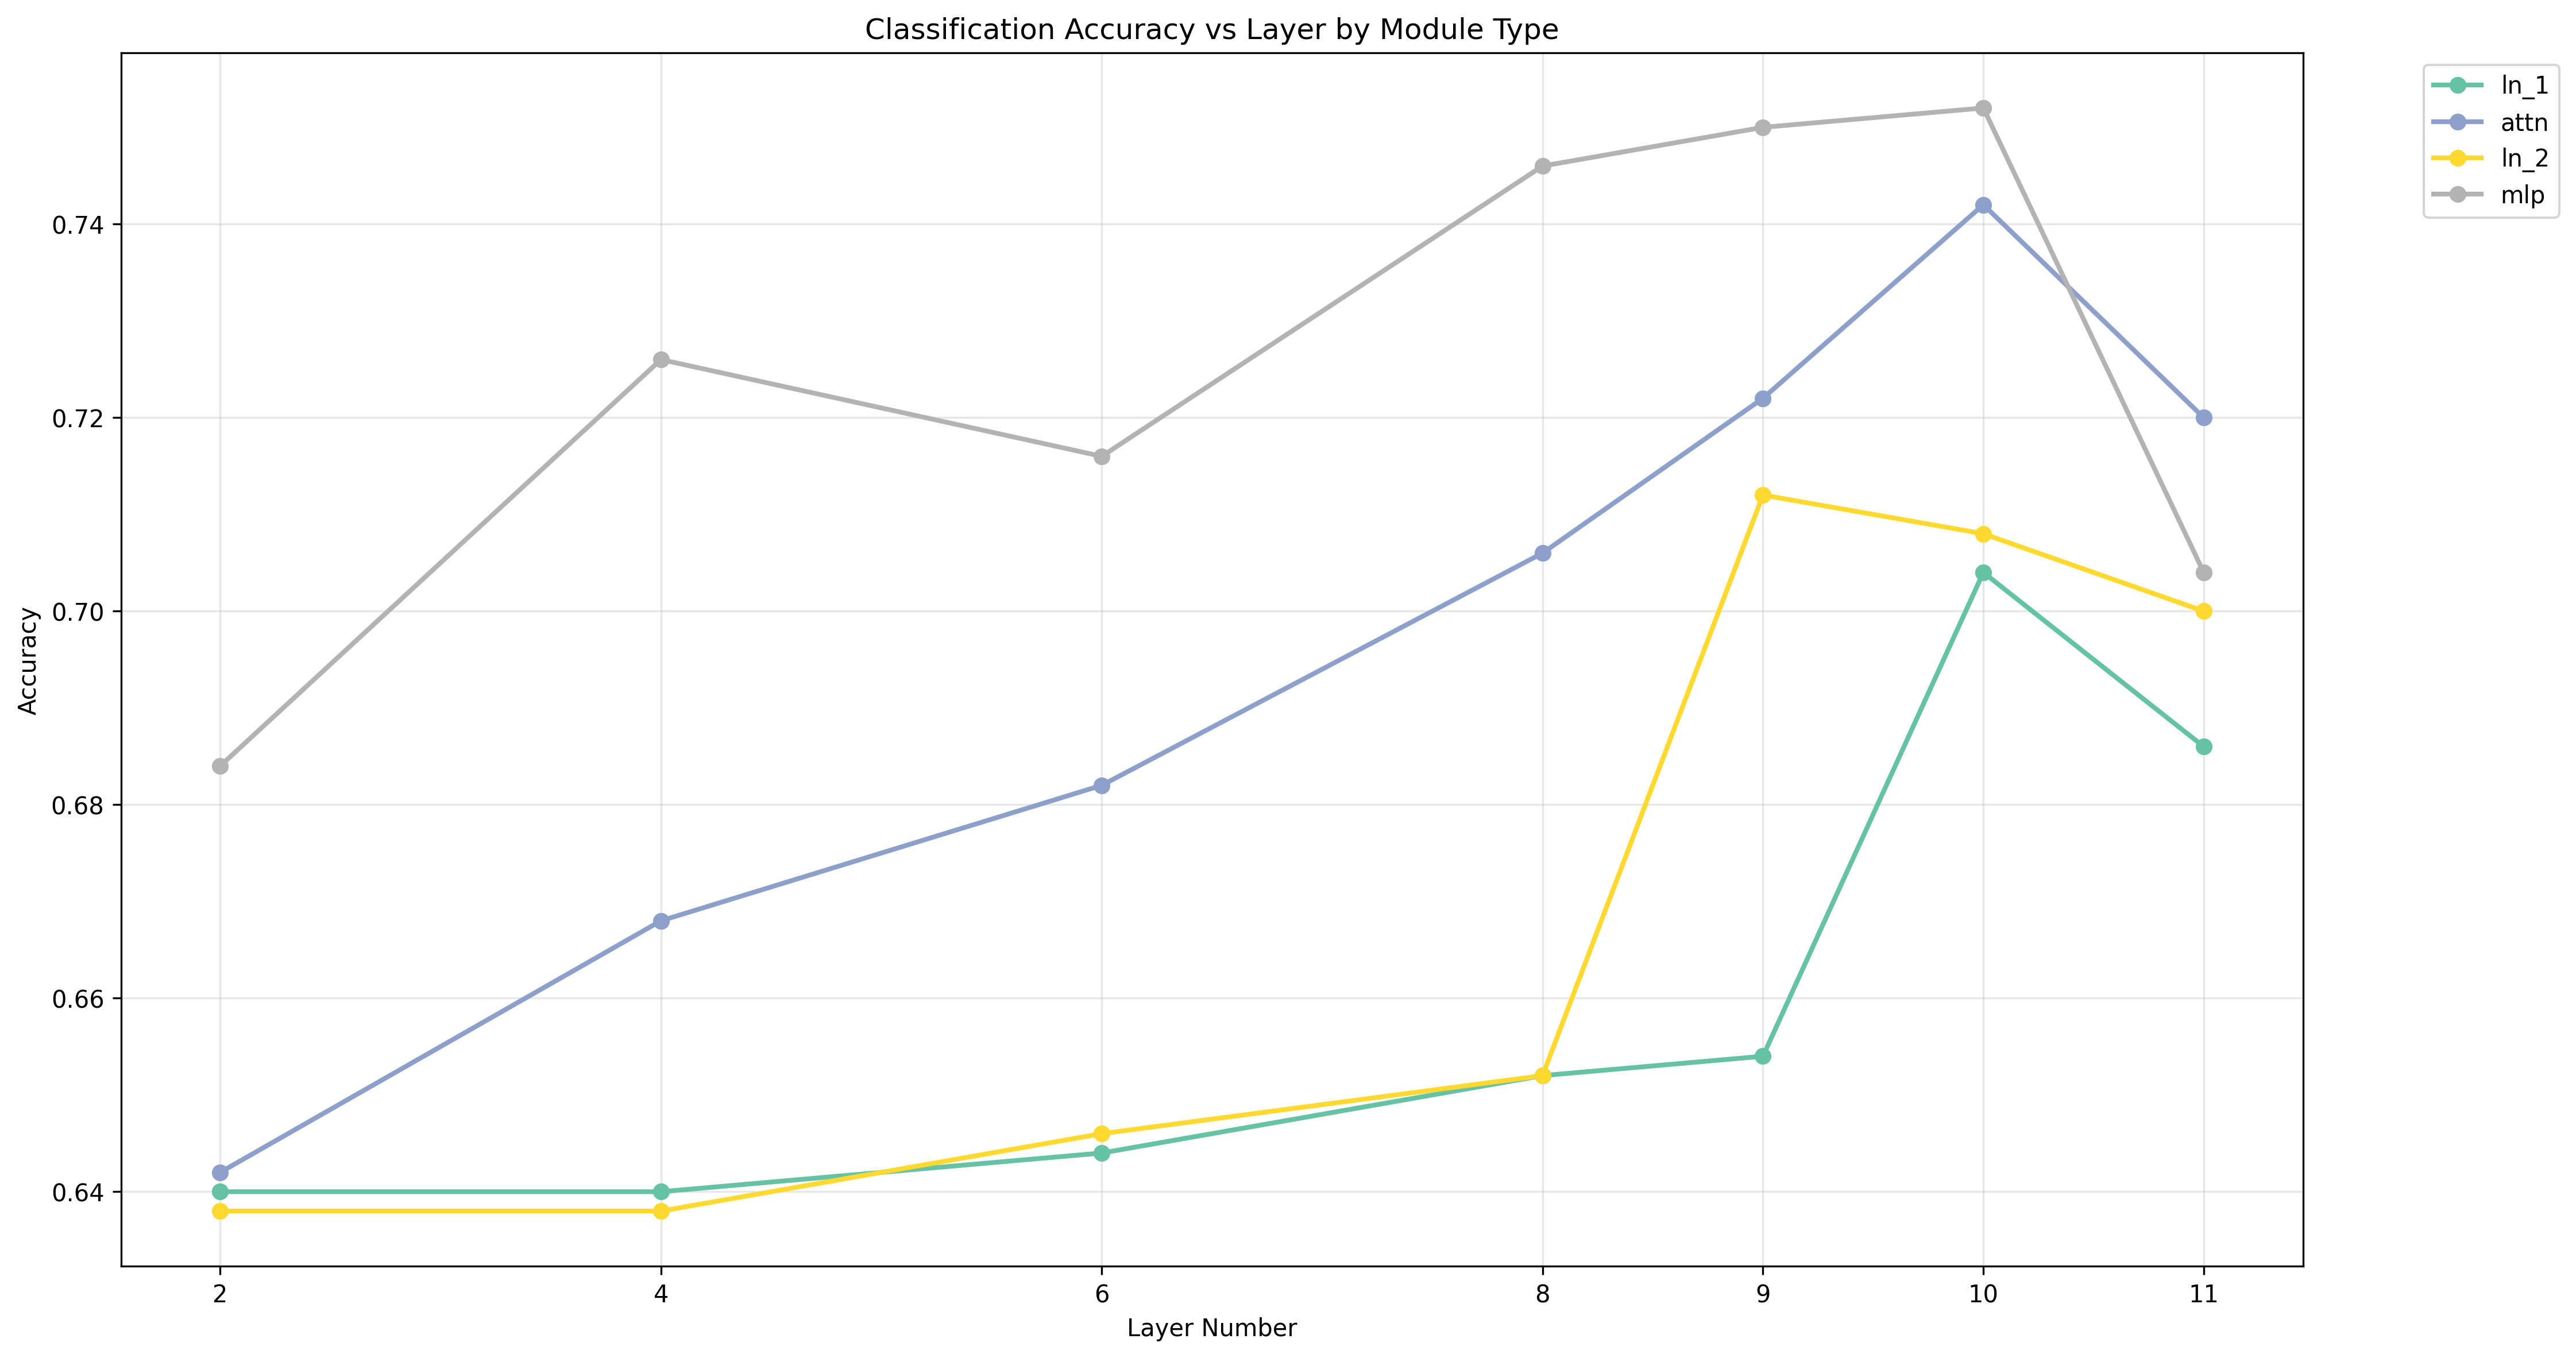 Classification Accuracy vs Layer by Module Type
ln_1
attn
ln_2
mlp
Accuracy
0.74
0.72
0.70
0.68
0.66
0.64
2 4 6 8 9 10 11
Layer Number